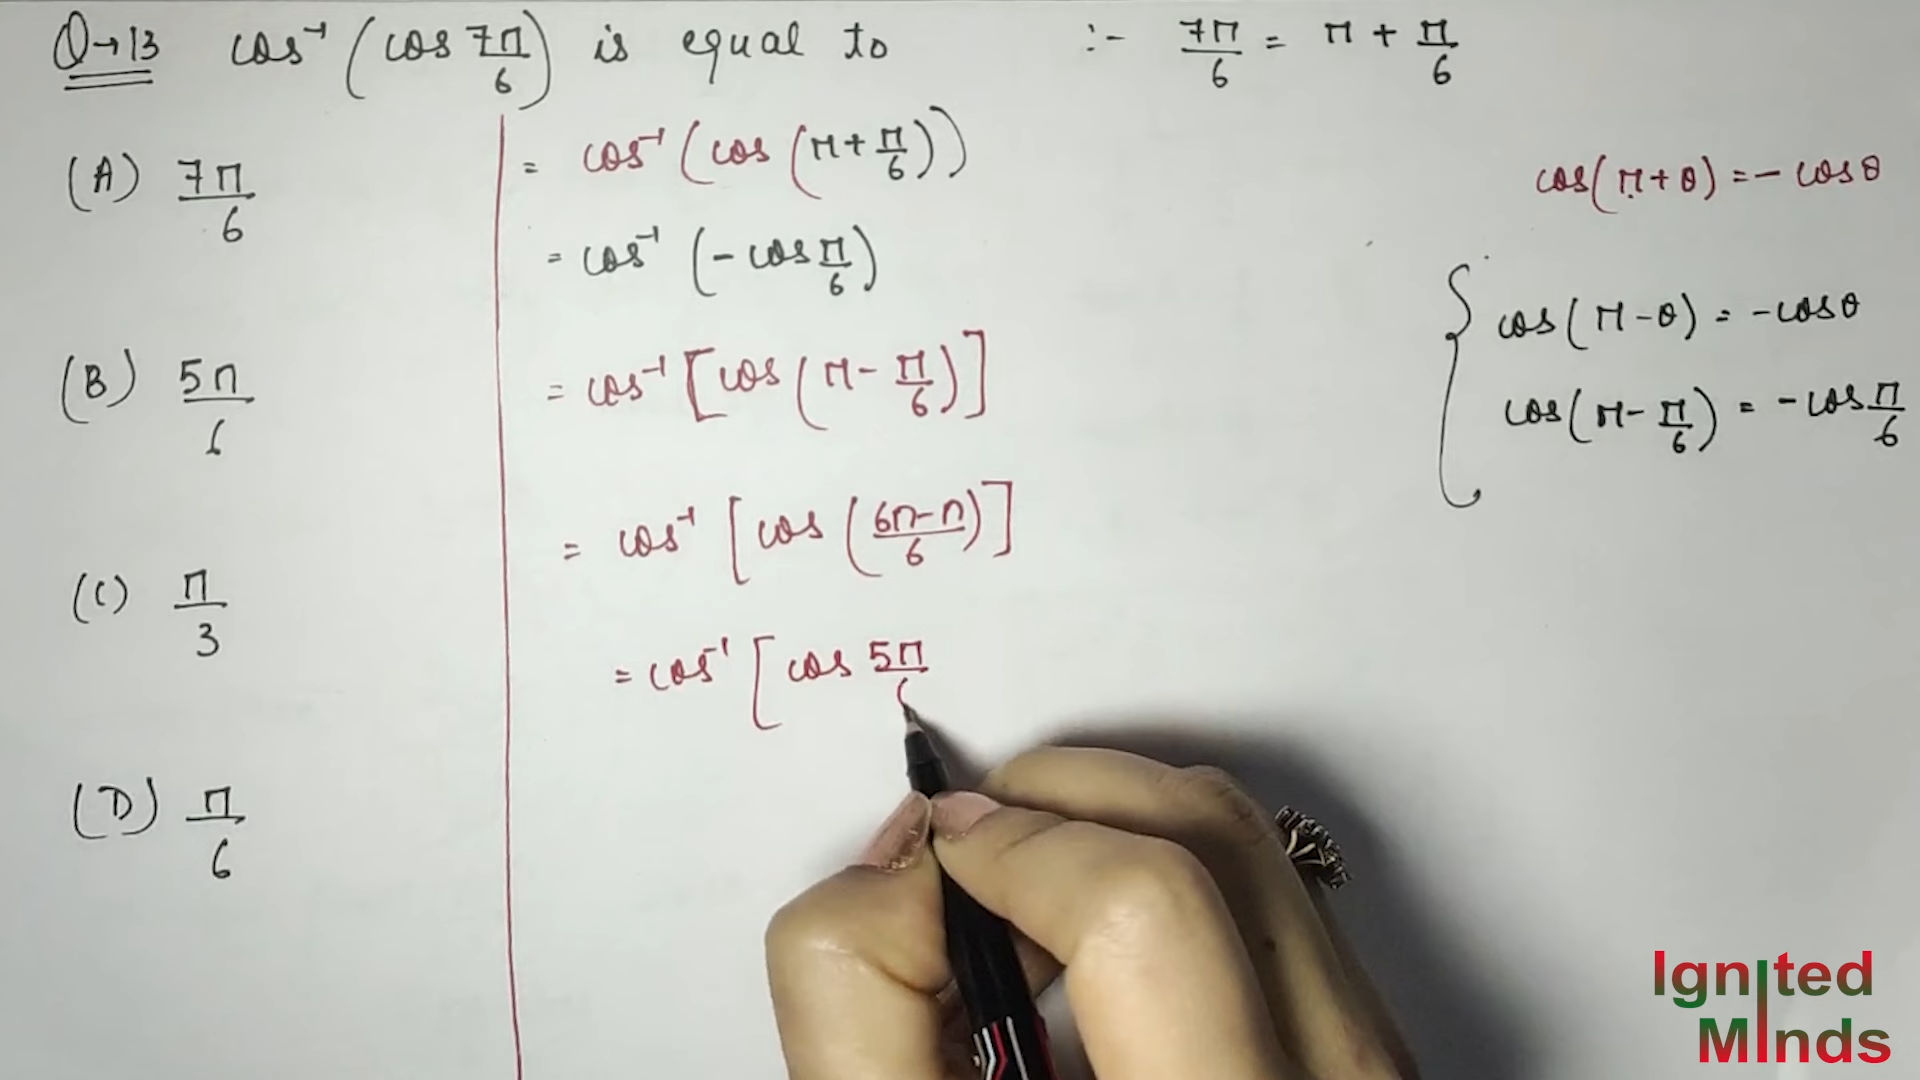 Q→13 cos⁻¹(cos 7π/6) is equal to :- 7π/6 = π + π/6
(A) 7π/6
(B) 5π/6
(C) π/3
(D) π/6
= cos⁻¹(cos(π+π/6))
= cos⁻¹(-cos π/6)
= cos⁻¹[cos(π-π/6)]
= cos⁻¹[cos((6π-π)/6)]
= cos⁻¹[cos 5π/
cos(π+θ) = -cosθ
{ cos(π-θ) = -cosθ
cos(π-π/6) = -cos π/6
Ignited
Minds